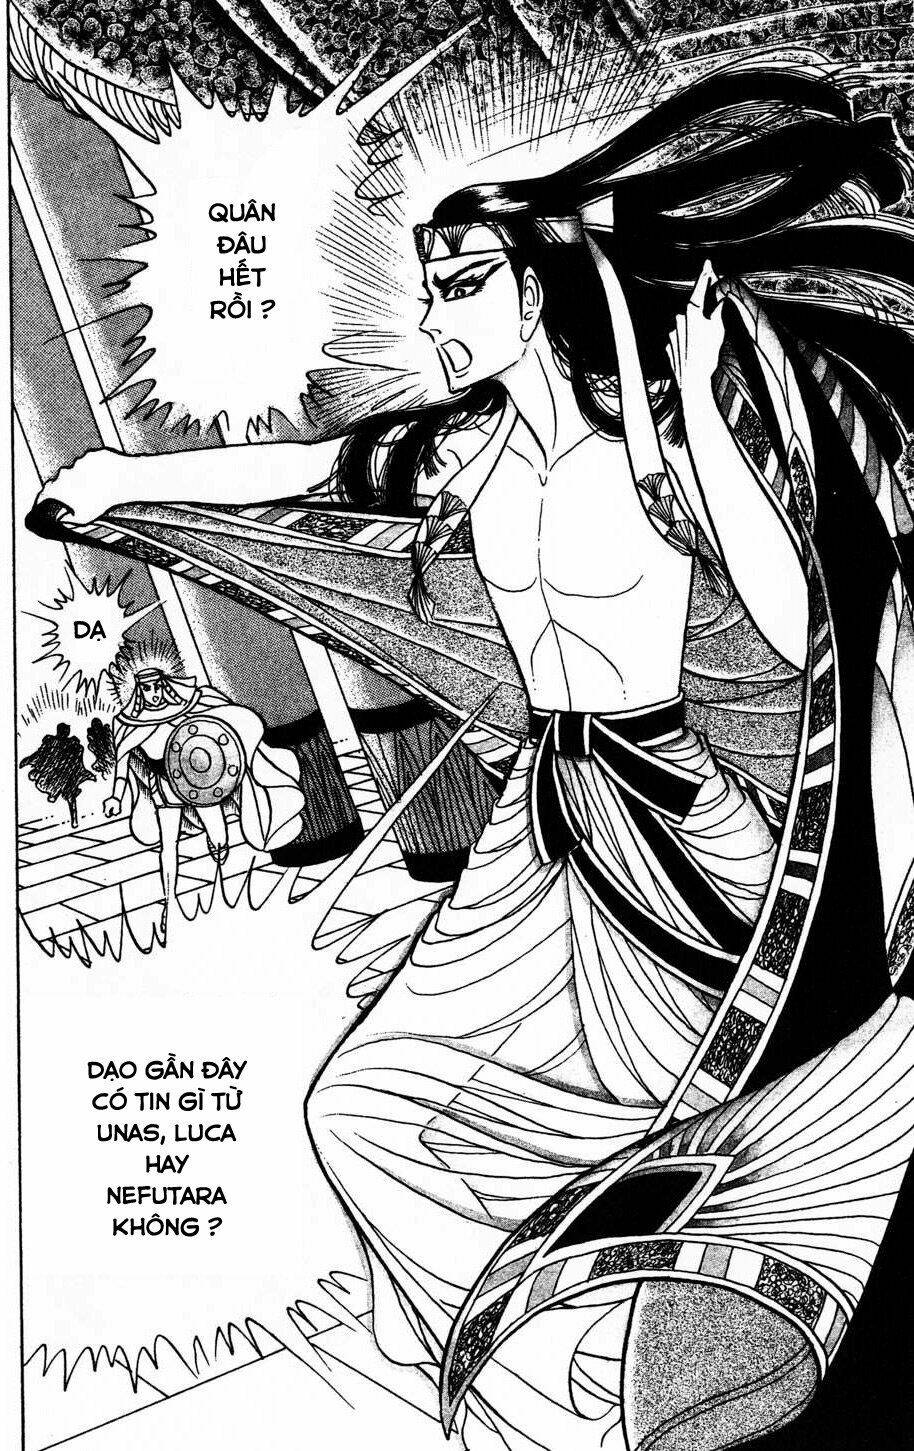 QUÂN
ĐÂU
HẾT
RỒI ?
DẠ
DẠO GẦN ĐÂY
CÓ TIN GÌ TỪ
UNAS, LUCA
HAY
NEFUTARA
KHÔNG ?